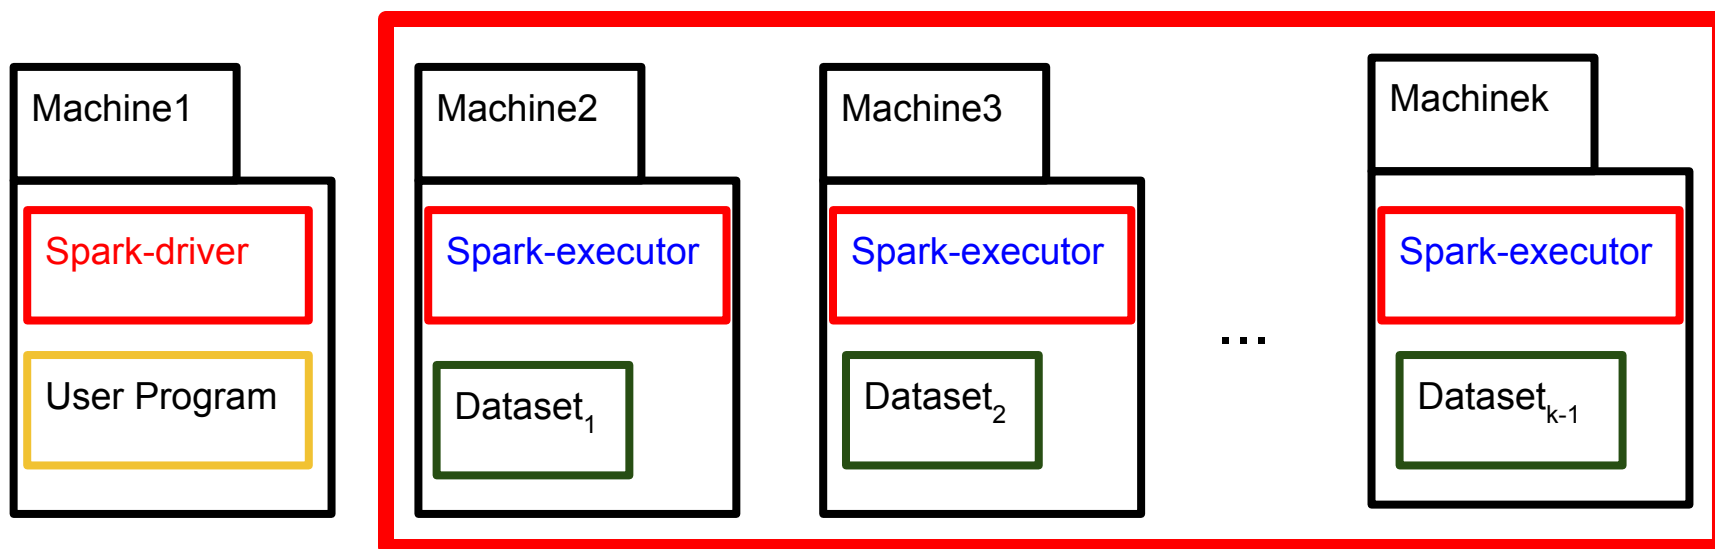 Machine1
Spark-driver
User Program
Machine2
Spark-executor
Dataset₁
Machine3
Spark-executor
Dataset₂
...
Machinek
Spark-executor
Datasetₖ₋₁